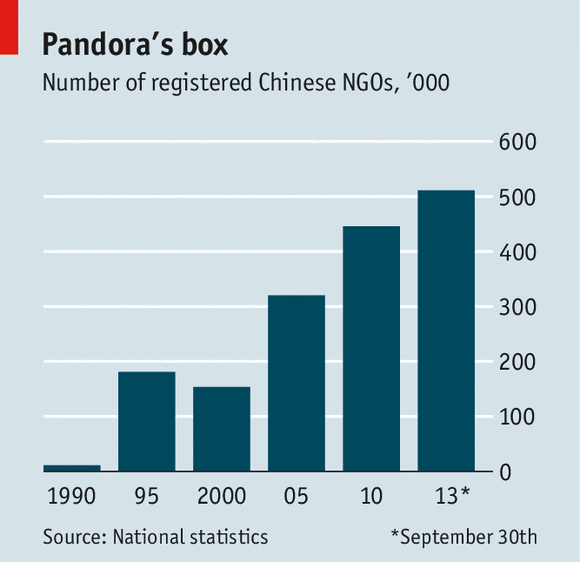 Pandora’s box
Number of registered Chinese NGOs, ’000
600
500
400
300
200
100
0
1990 95 2000 05 10 13*
Source: National statistics *September 30th